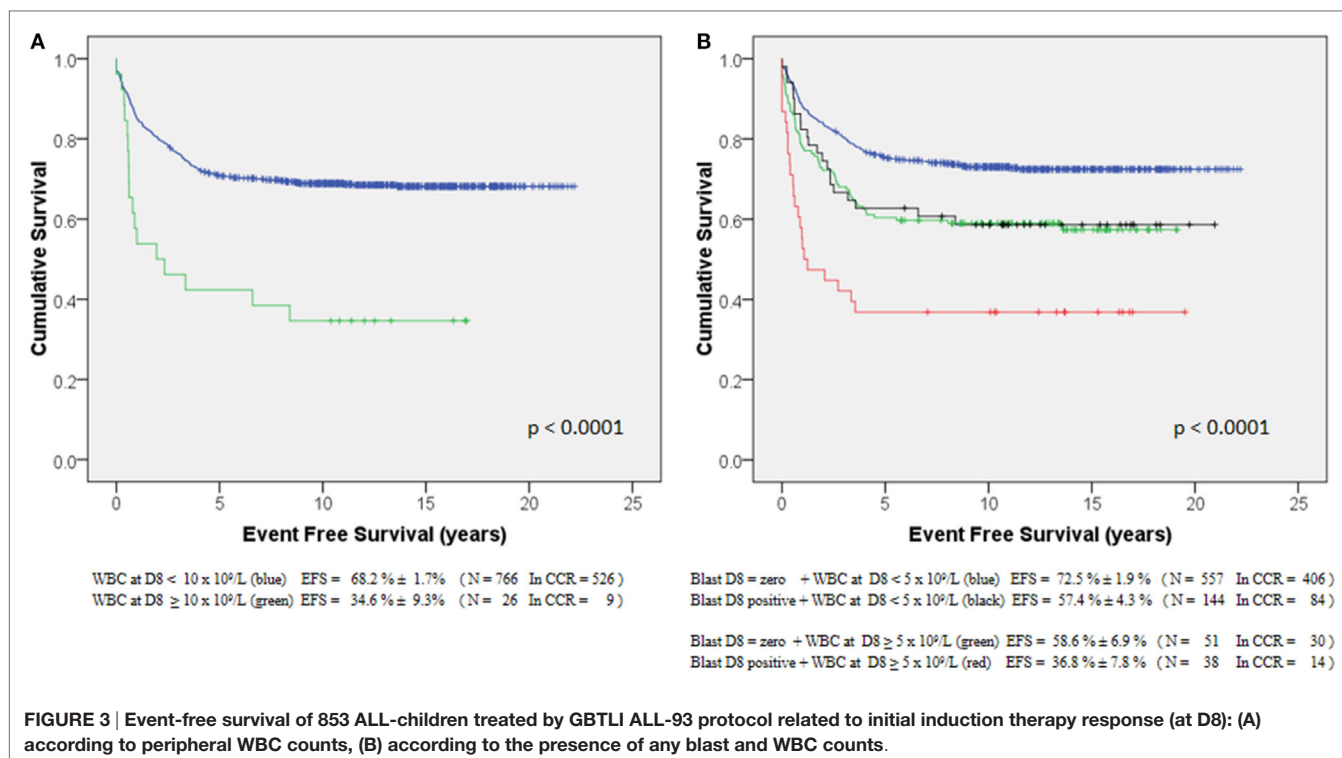 A
1.0
0.8
0.6
0.4
0.2
0.0
Cumulative Survival
p < 0.0001
0 5 10 15 20 25
Event Free Survival (years)
WBC at D8 < 10 x 10⁹/L (blue) EFS = 68.2 % ± 1.7% ( N = 766 In CCR = 526 )
WBC at D8 ≥ 10 x 10⁹/L (green) EFS = 34.6 % ± 9.3% ( N = 26 In CCR = 9 )
B
1.0
0.8
0.6
0.4
0.2
0.0
Cumulative Survival
p < 0.0001
0 5 10 15 20 25
Event Free Survival (years)
Blast D8 = zero + WBC at D8 < 5 x 10⁹/L (blue) EFS = 72.5 % ± 1.9 % ( N = 557 In CCR = 406 )
Blast D8 positive + WBC at D8 < 5 x 10⁹/L (black) EFS = 57.4 % ± 4.3 % ( N = 144 In CCR = 84 )
Blast D8 = zero + WBC at D8 ≥ 5 x 10⁹/L (green) EFS = 58.6 % ± 6.9 % ( N = 51 In CCR = 30 )
Blast D8 positive + WBC at D8 ≥ 5 x 10⁹/L (red) EFS = 36.8 % ± 7.8 % ( N = 38 In CCR = 14 )
FIGURE 3 | Event-free survival of 853 ALL-children treated by GBTLI ALL-93 protocol related to initial induction therapy response (at D8): (A)
according to peripheral WBC counts, (B) according to the presence of any blast and WBC counts.